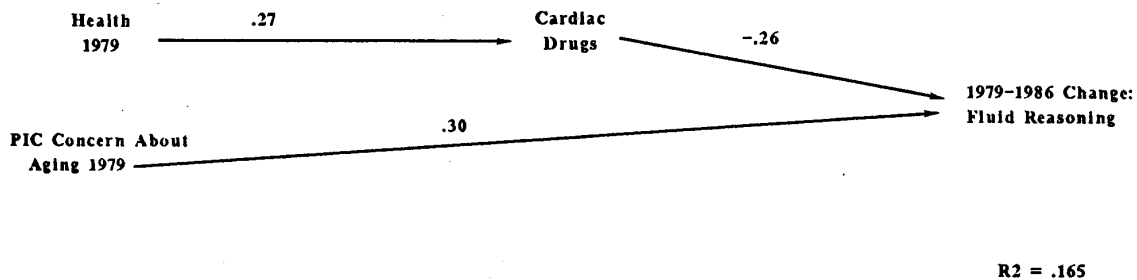 Health
1979
.27
Cardiac
Drugs
-.26
1979-1986 Change:
Fluid Reasoning
PIC Concern About
Aging 1979
.30
R2 = .165